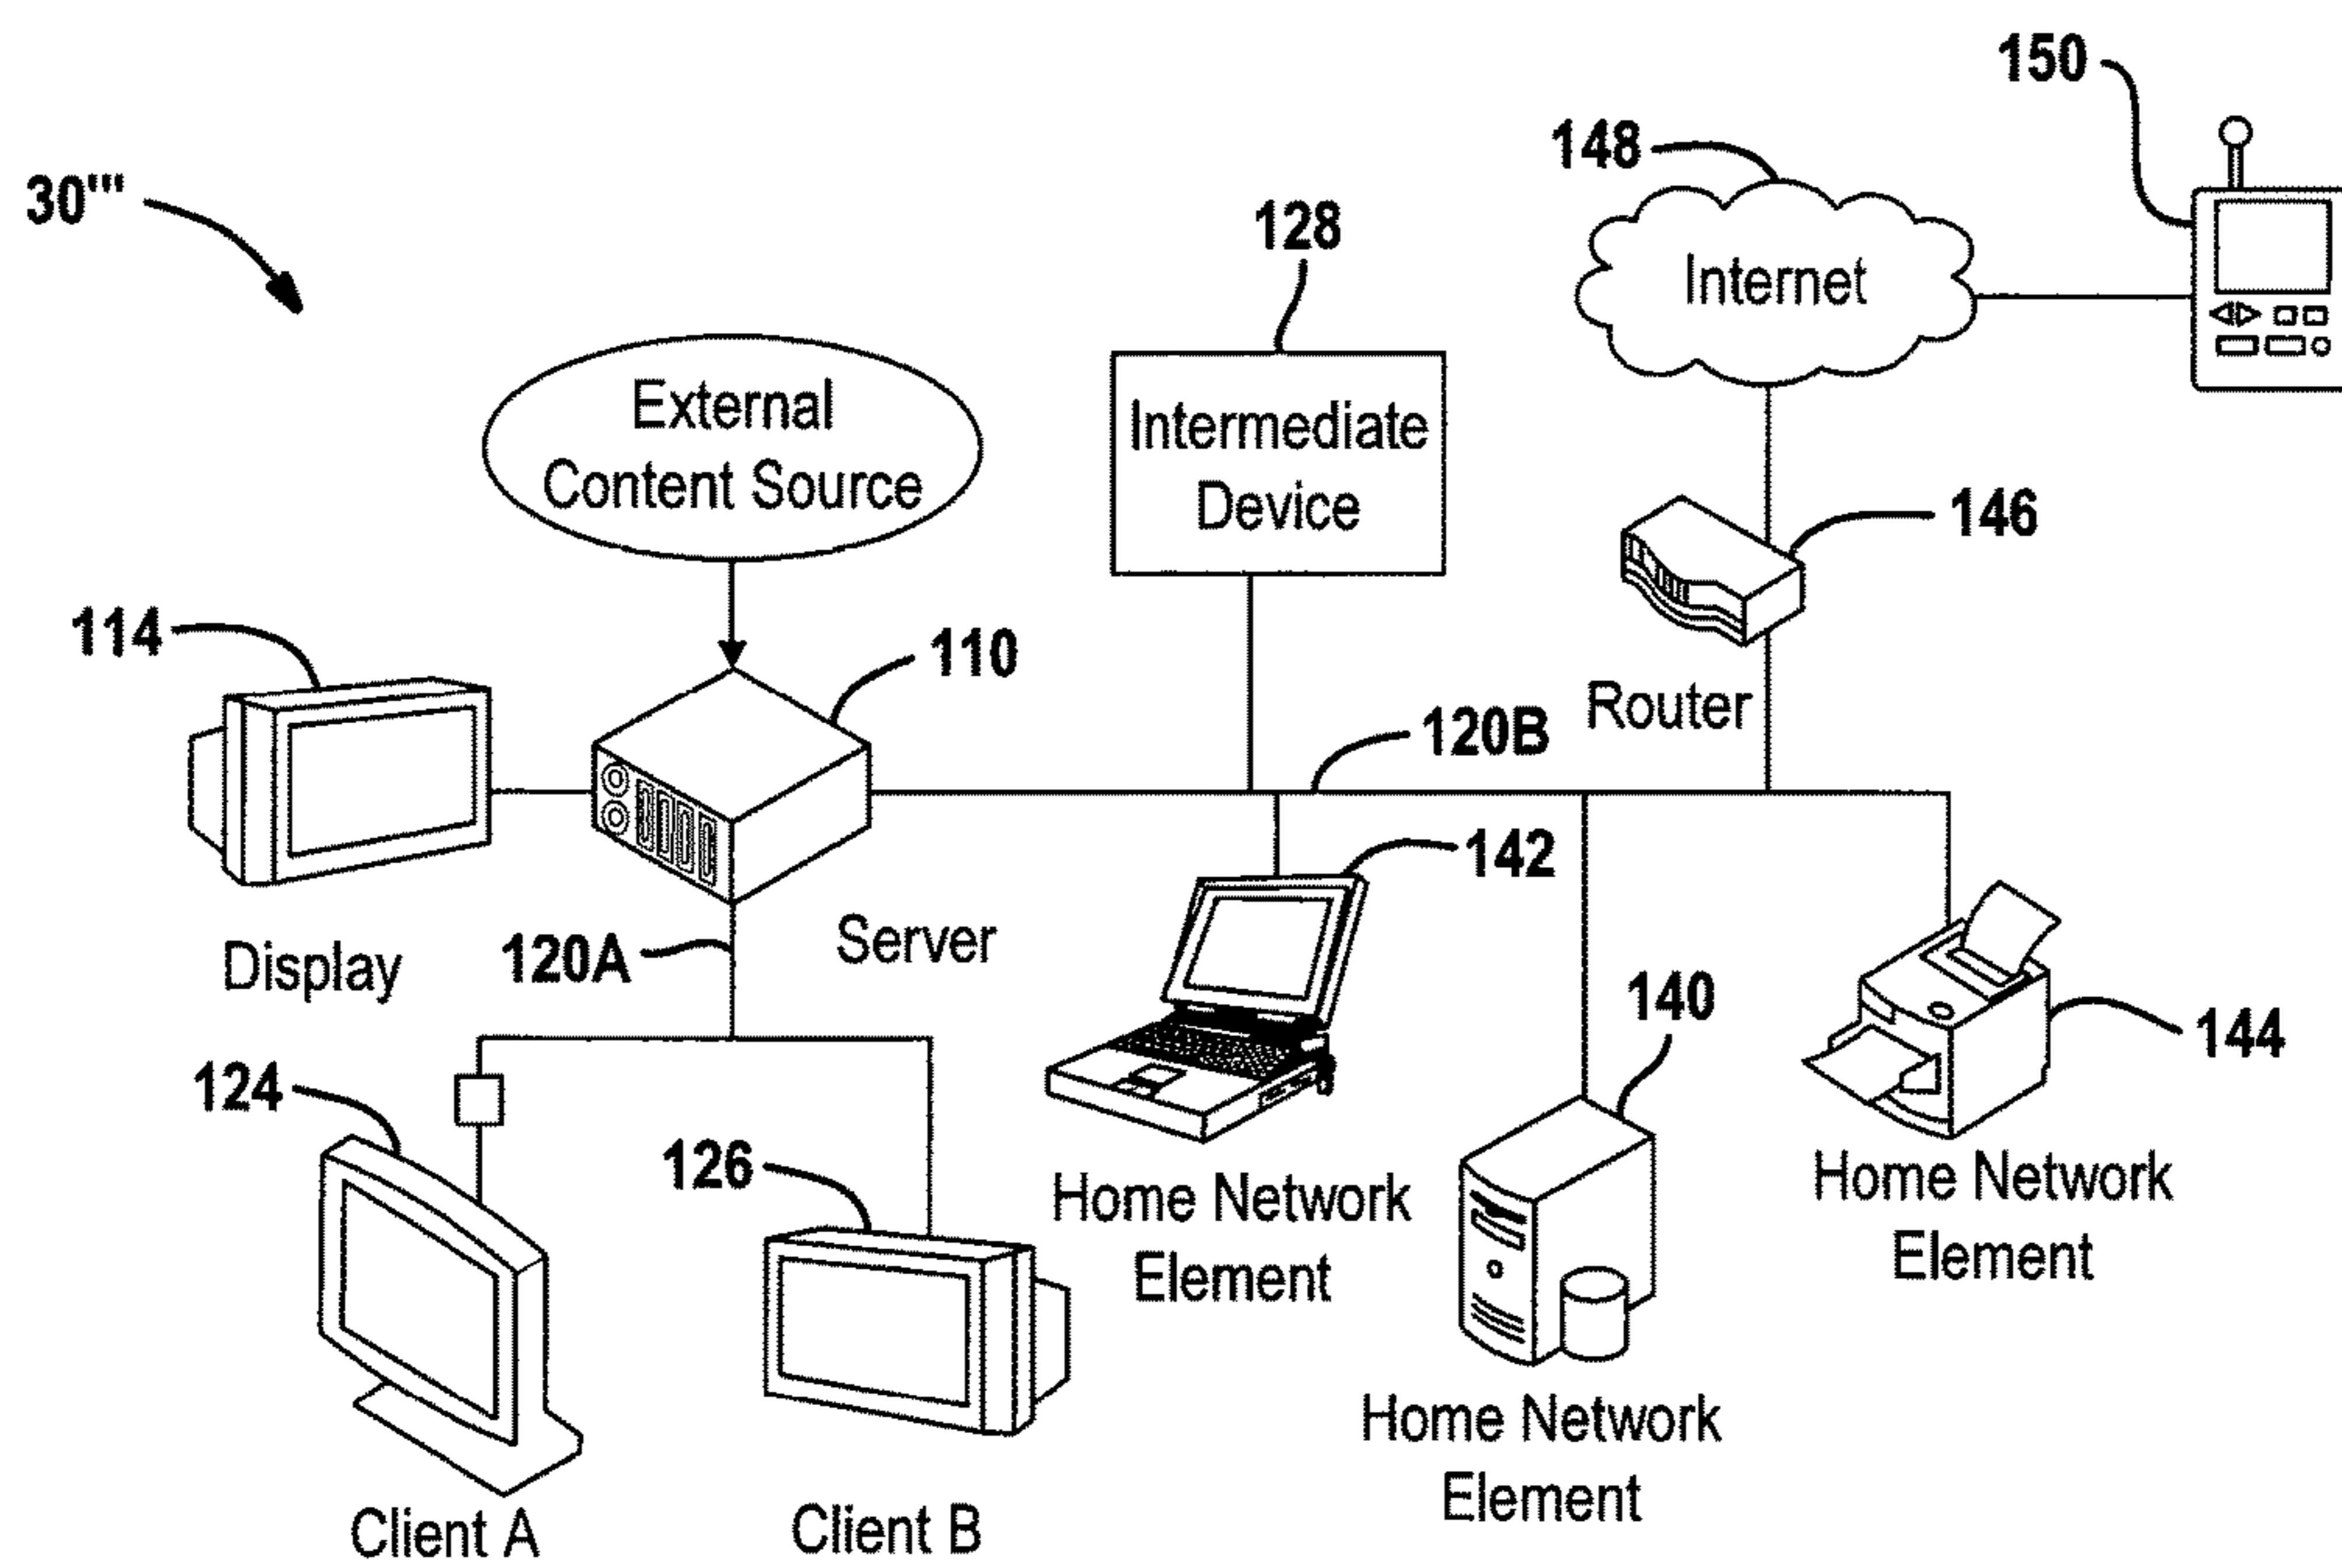 150
148
30'''
128
Internet
External
Content Source
Intermediate
Device
146
114
110
Router
120B
142
Server
120A
Display
140
144
124
126
Home Network
Element
Home Network
Element
Home Network
Element
Client A
Client B